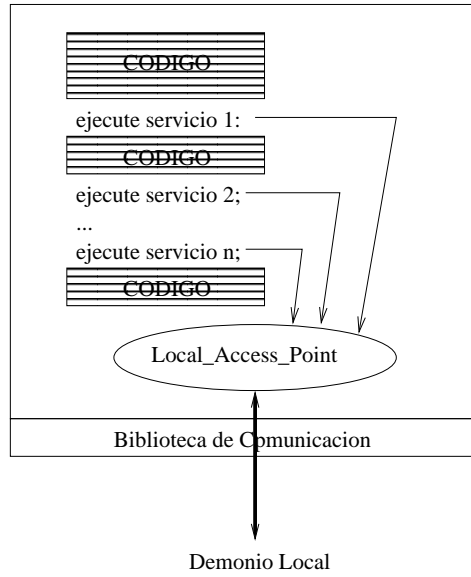 CODIGO
ejecute servicio 1:
CODIGO
ejecute servicio 2;
...
ejecute servicio n;
CODIGO
Local_Access_Point
Biblioteca de Comunicacion
Demonio Local